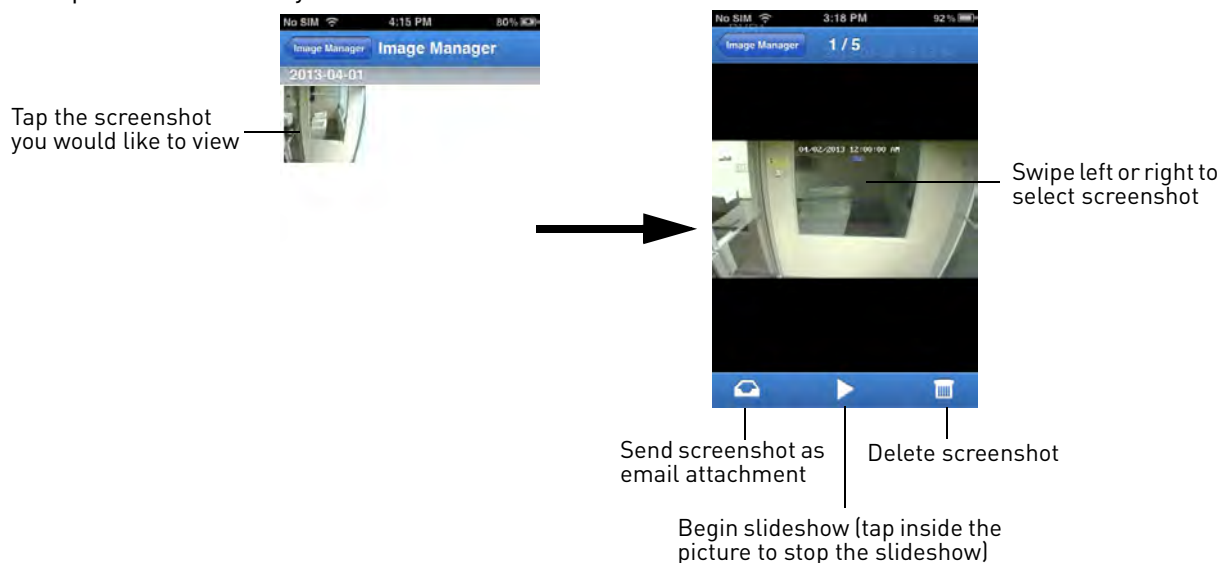 No SIM 4:15 PM 80%
Image Manager Image Manager
2013-04-01
Tap the screenshot
you would like to view
No SIM 3:18 PM 92%
Image Manager 1 / 5
04/02/2013 12:00:00 AM
Swipe left or right to
select screenshot
Send screenshot as
email attachment
Delete screenshot
Begin slideshow (tap inside the
picture to stop the slideshow)